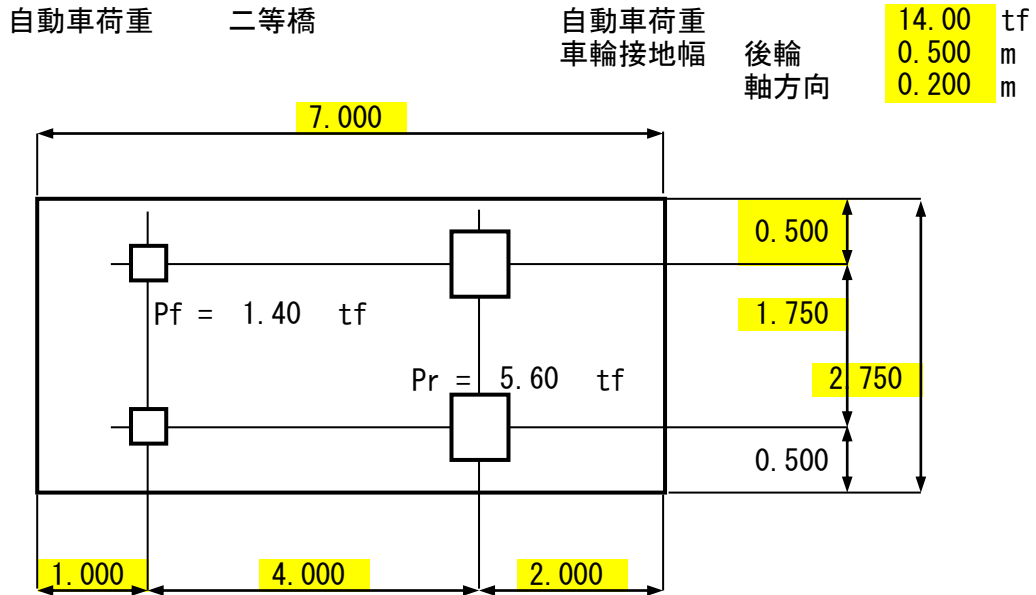 自動車荷重 二等橋 自動車荷重 14.00 tf
車輪接地幅 後輪 0.500 m
軸方向 0.200 m
7.000
0.500
Pf = 1.40 tf
1.750
Pr = 5.60 tf
2.750
0.500
1.000 4.000 2.000